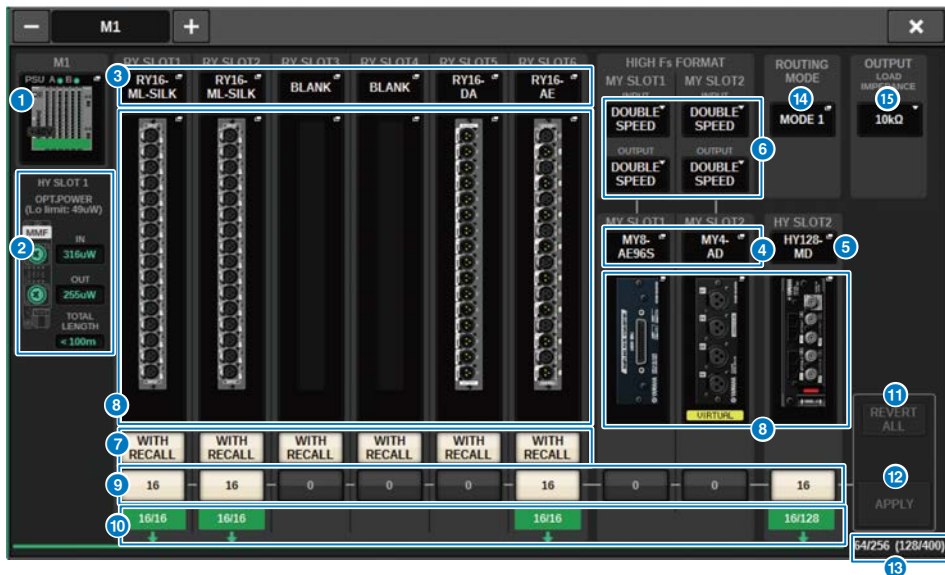 M1
M1
RY SLOT1 RY SLOT2 RY SLOT3 RY SLOT4 RY SLOT5 RY SLOT6
HIGH Fs FORMAT
ROUTING MODE
OUTPUT
LOAD IMPEDANCE
PSU A B
1
3
RY16-ML-SILK
RY16-ML-SILK
BLANK
BLANK
RY16-DA
RY16-AE
MY SLOT1 MY SLOT2
INPUT INPUT
DOUBLE SPEED
DOUBLE SPEED
OUTPUT OUTPUT
DOUBLE SPEED
DOUBLE SPEED
6
14
MODE 1
15
10kΩ
HY SLOT 1
OPT.POWER
(Lo limit: 49uW)
MMF
2
IN
316uW
OUT
255uW
TOTAL LENGTH
< 100m
MY SLOT1 MY SLOT2 HY SLOT2
MY8-AE96S
MY4-AD
4
HY128-MD
5
VIRTUAL
8
8
11
REVERT ALL
7
WITH RECALL
WITH RECALL
WITH RECALL
WITH RECALL
WITH RECALL
WITH RECALL
9
16 16 0 0 0 16 0 0 16
12
APPLY
10
16/16 16/16 16/16 16/128
64/256 (128/400)
13